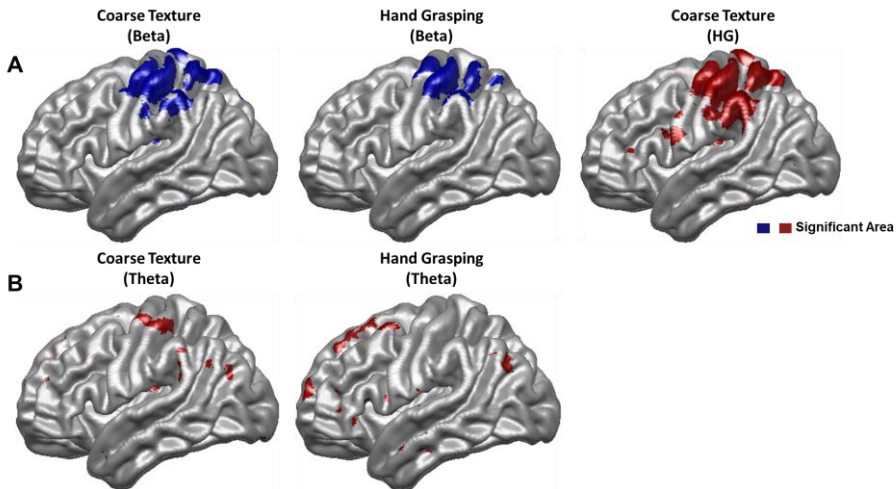 Coarse Texture
(Beta)
Hand Grasping
(Beta)
Coarse Texture
(HG)
A
Significant Area
Coarse Texture
(Theta)
Hand Grasping
(Theta)
B